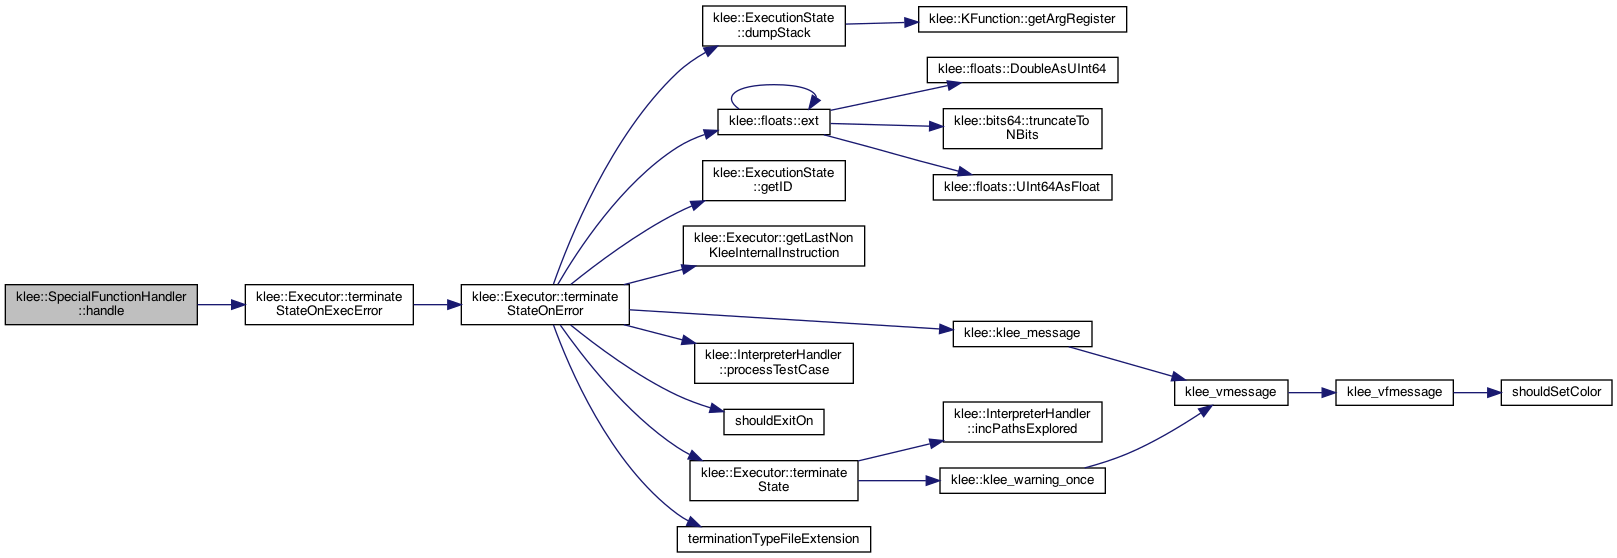 klee::SpecialFunctionHandler
::handle
klee::Executor::terminate
StateOnExecError
klee::Executor::terminate
StateOnError
klee::ExecutionState
::dumpStack
klee::KFunction::getArgRegister
klee::floats::ext
klee::floats::DoubleAsUInt64
klee::bits64::truncateTo
NBits
klee::floats::UInt64AsFloat
klee::ExecutionState
::getID
klee::Executor::getLastNon
KleeInternalInstruction
klee::klee_message
klee::InterpreterHandler
::processTestCase
shouldExitOn
klee::Executor::terminate
State
klee::InterpreterHandler
::incPathsExplored
klee::klee_warning_once
klee_vmessage
klee_vfmessage
shouldSetColor
terminationTypeFileExtension